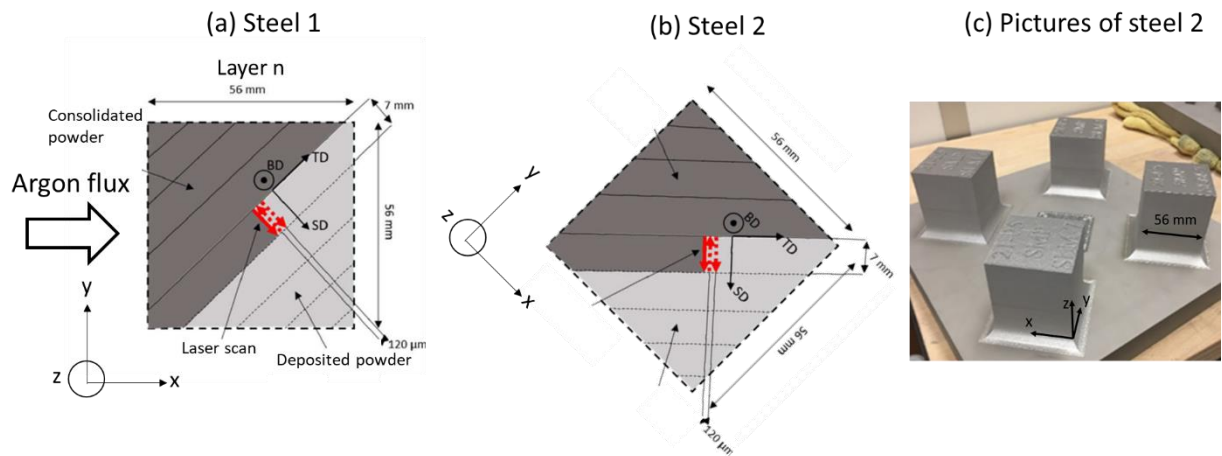 (a) Steel 1
(b) Steel 2
(c) Pictures of steel 2
Layer n
56 mm
7 mm
Consolidated
powder
TD
BD
Argon flux
SD
56 mm
y
Laser scan
Deposited powder
120 µm
z
x
y
z
x
56 mm
BD
TD
7 mm
SD
56 mm
120 µm
56 mm
z
y
x